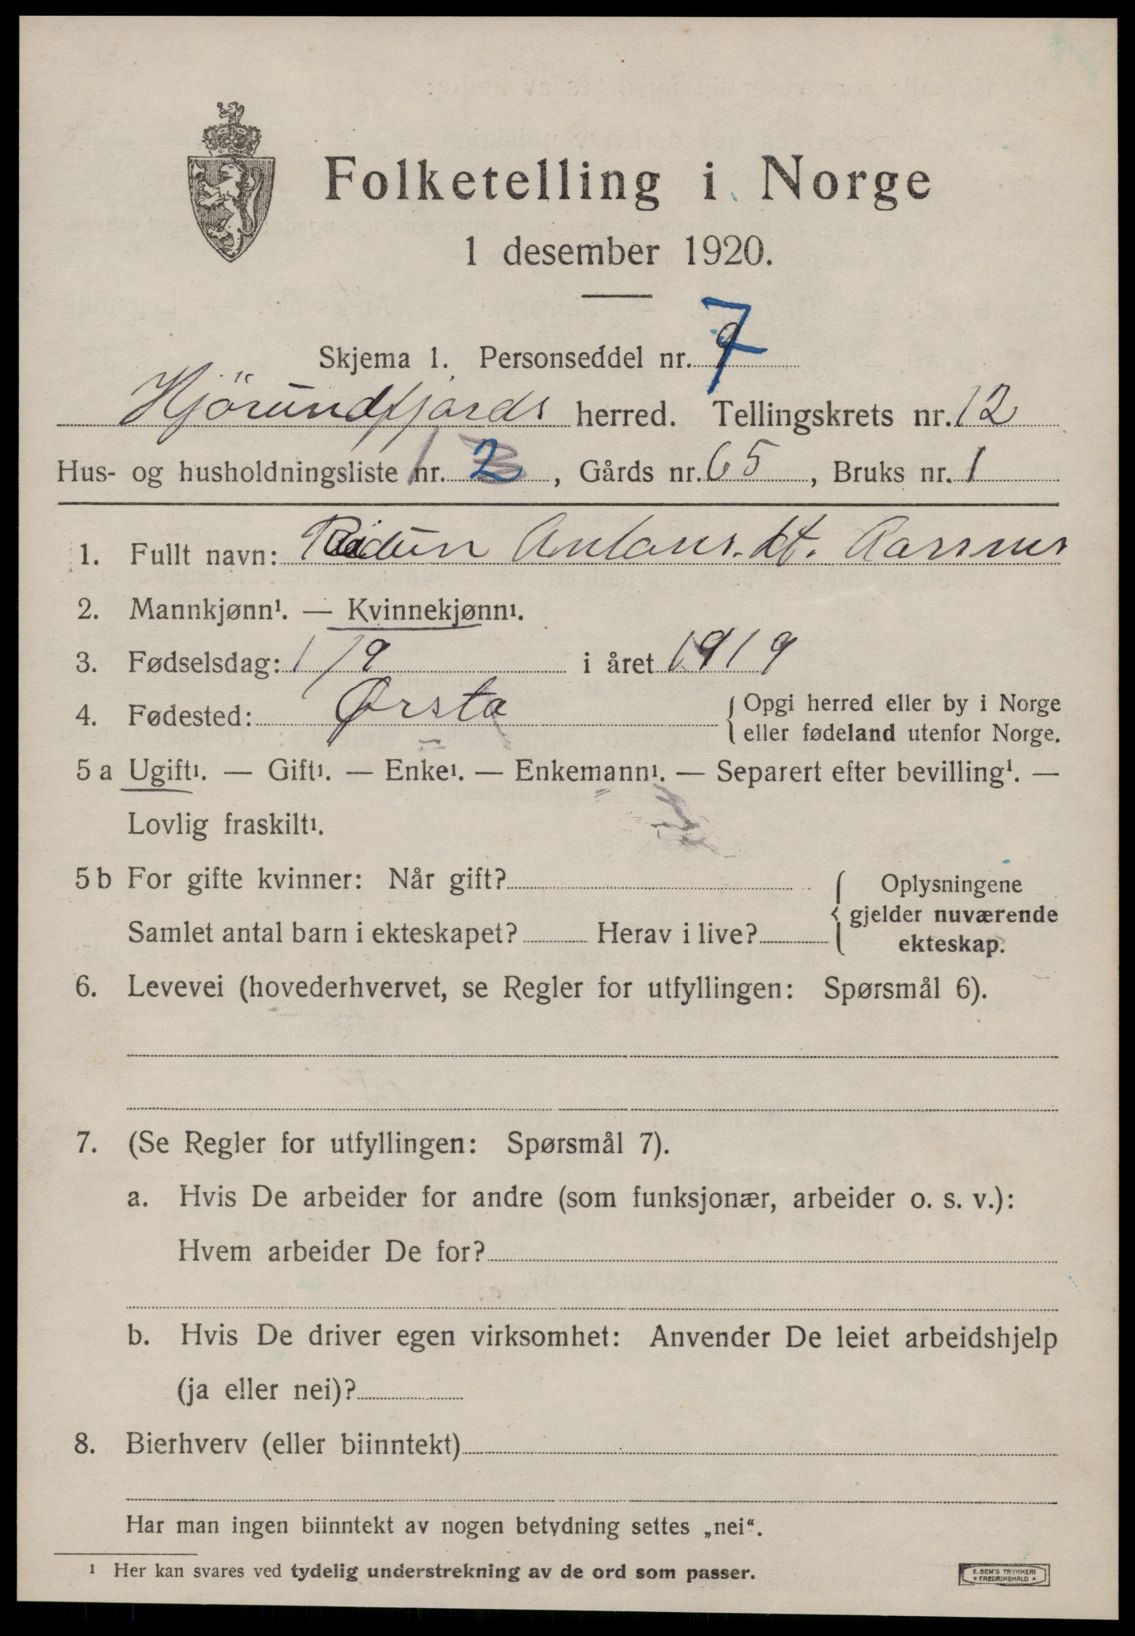 Folketelling i Norge
1 desember 1920.
Skjema 1. Personseddel nr. 7
Hjörundfjords herred. Tellingskrets nr. 12
Hus- og husholdningsliste nr. 2, Gårds nr. 65, Bruks nr. 1
1. Fullt navn: Antons. dt.
2. Mannkjønn¹. — Kvinnekjønn¹.
3. Fødselsdag: 1/9 i året 1919
4. Fødested: Ørsta { Opgi herred eller by i Norge
eller fødeland utenfor Norge.
5 a Ugift¹. — Gift¹. — Enke¹. — Enkemann¹. — Separert efter bevilling¹. —
Lovlig fraskilt¹.
5 b For gifte kvinner: Når gift? { Oplysningene
gjelder nuværende
Samlet antal barn i ekteskapet? Herav i live? ekteskap.
6. Levevei (hovederhvervet, se Regler for utfyllingen: Spørsmål 6).
7. (Se Regler for utfyllingen: Spørsmål 7).
a. Hvis De arbeider for andre (som funksjonær, arbeider o. s. v.):
Hvem arbeider De for?
b. Hvis De driver egen virksomhet: Anvender De leiet arbeidshjelp
(ja eller nei)?
8. Bierhverv (eller biinntekt)
Har man ingen biinntekt av nogen betydning settes „nei“.
¹ Her kan svares ved tydelig understrekning av de ord som passer.
E. SEM'S TRYKKERI
FREDRIKSHALD